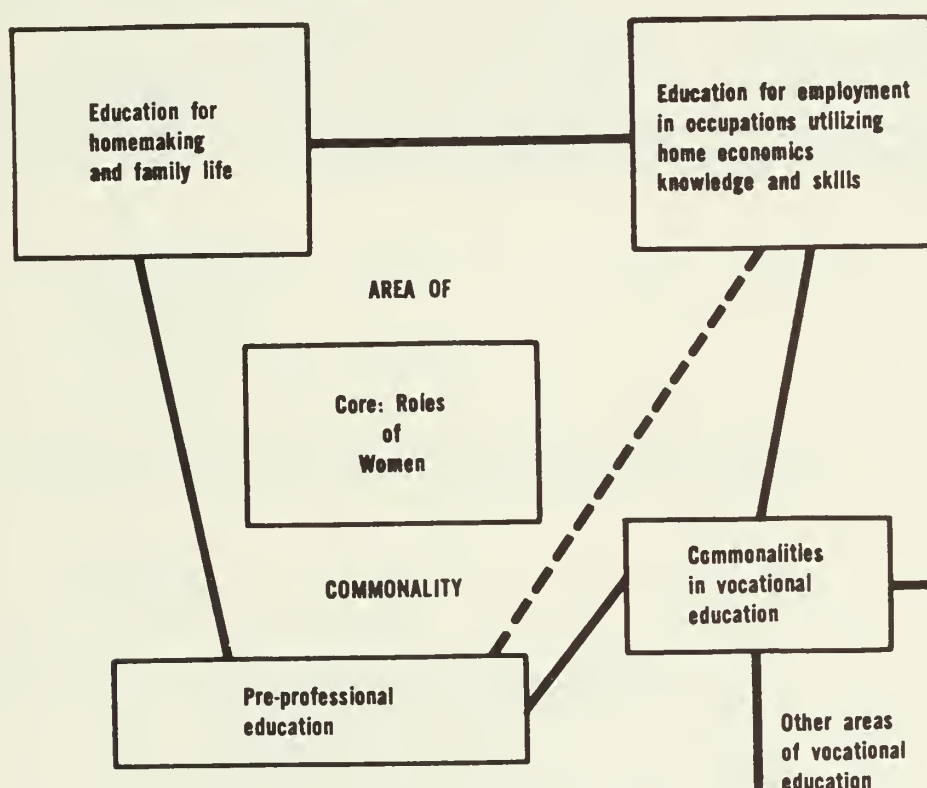 Education for
homemaking
and family life
Education for employment
in occupations utilizing
home economics
knowledge and skills
AREA OF
Core: Roles
of
Women
COMMONALITY
Commonalities
in vocational
education
Pre-professional
education
Other areas
of vocational
education